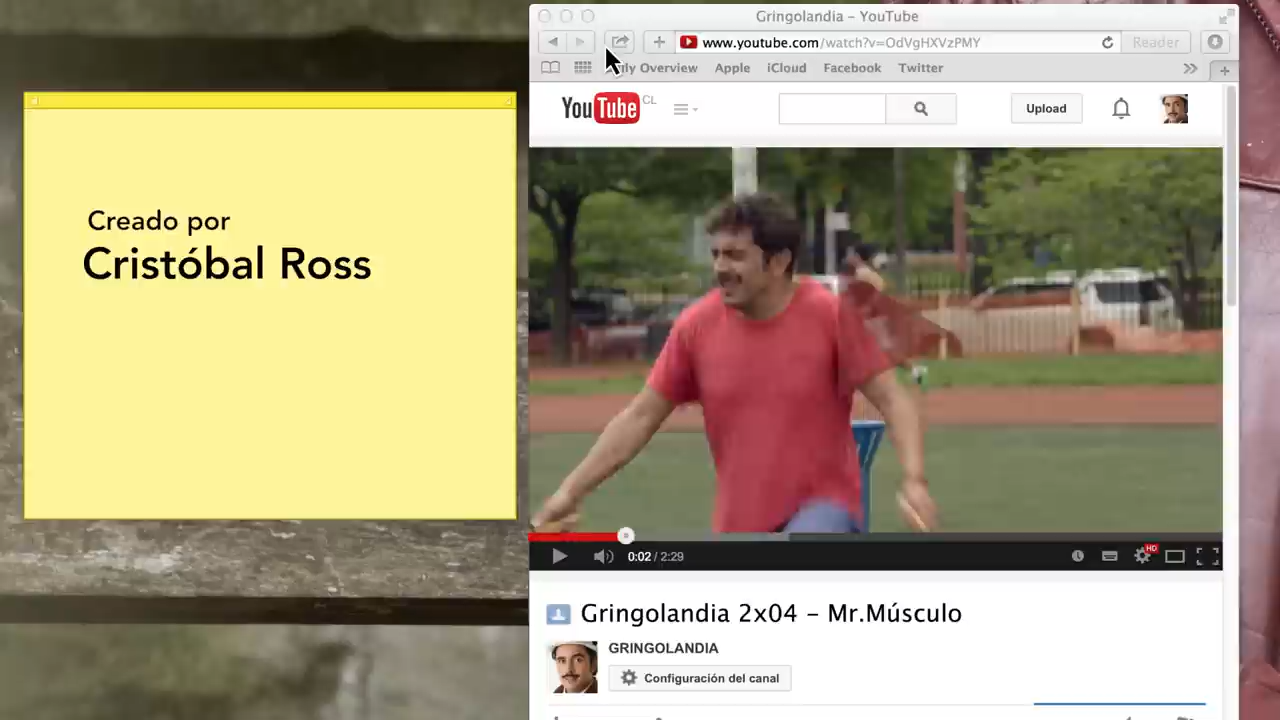 Gringolandia – YouTube
www.youtube.com/watch?v=OdVgHXVzPMY
Reader
Overview
Apple
iCloud
Facebook
Twitter
YouTube CL
Upload
Creado por
Cristóbal Ross
0:02 / 2:29
HD
Gringolandia 2x04 – Mr.Músculo
GRINGOLANDIA
Configuración del canal